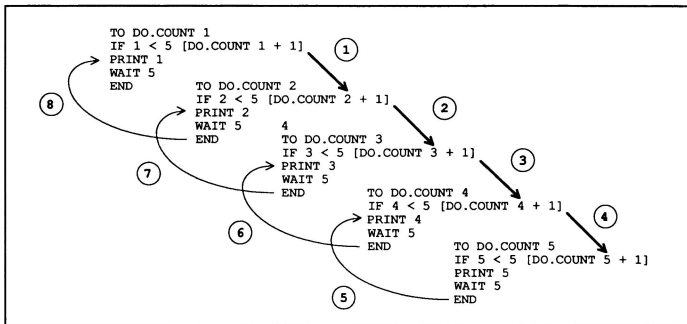 TO DO.COUNT 1
IF 1 < 5 [DO.COUNT 1 + 1]
PRINT 1
WAIT 5
END
1
TO DO.COUNT 2
IF 2 < 5 [DO.COUNT 2 + 1]
PRINT 2
WAIT 5
END
2
4
TO DO.COUNT 3
IF 3 < 5 [DO.COUNT 3 + 1]
PRINT 3
WAIT 5
END
3
TO DO.COUNT 4
IF 4 < 5 [DO.COUNT 4 + 1]
PRINT 4
WAIT 5
END
4
TO DO.COUNT 5
IF 5 < 5 [DO.COUNT 5 + 1]
PRINT 5
WAIT 5
END
5
6
7
8